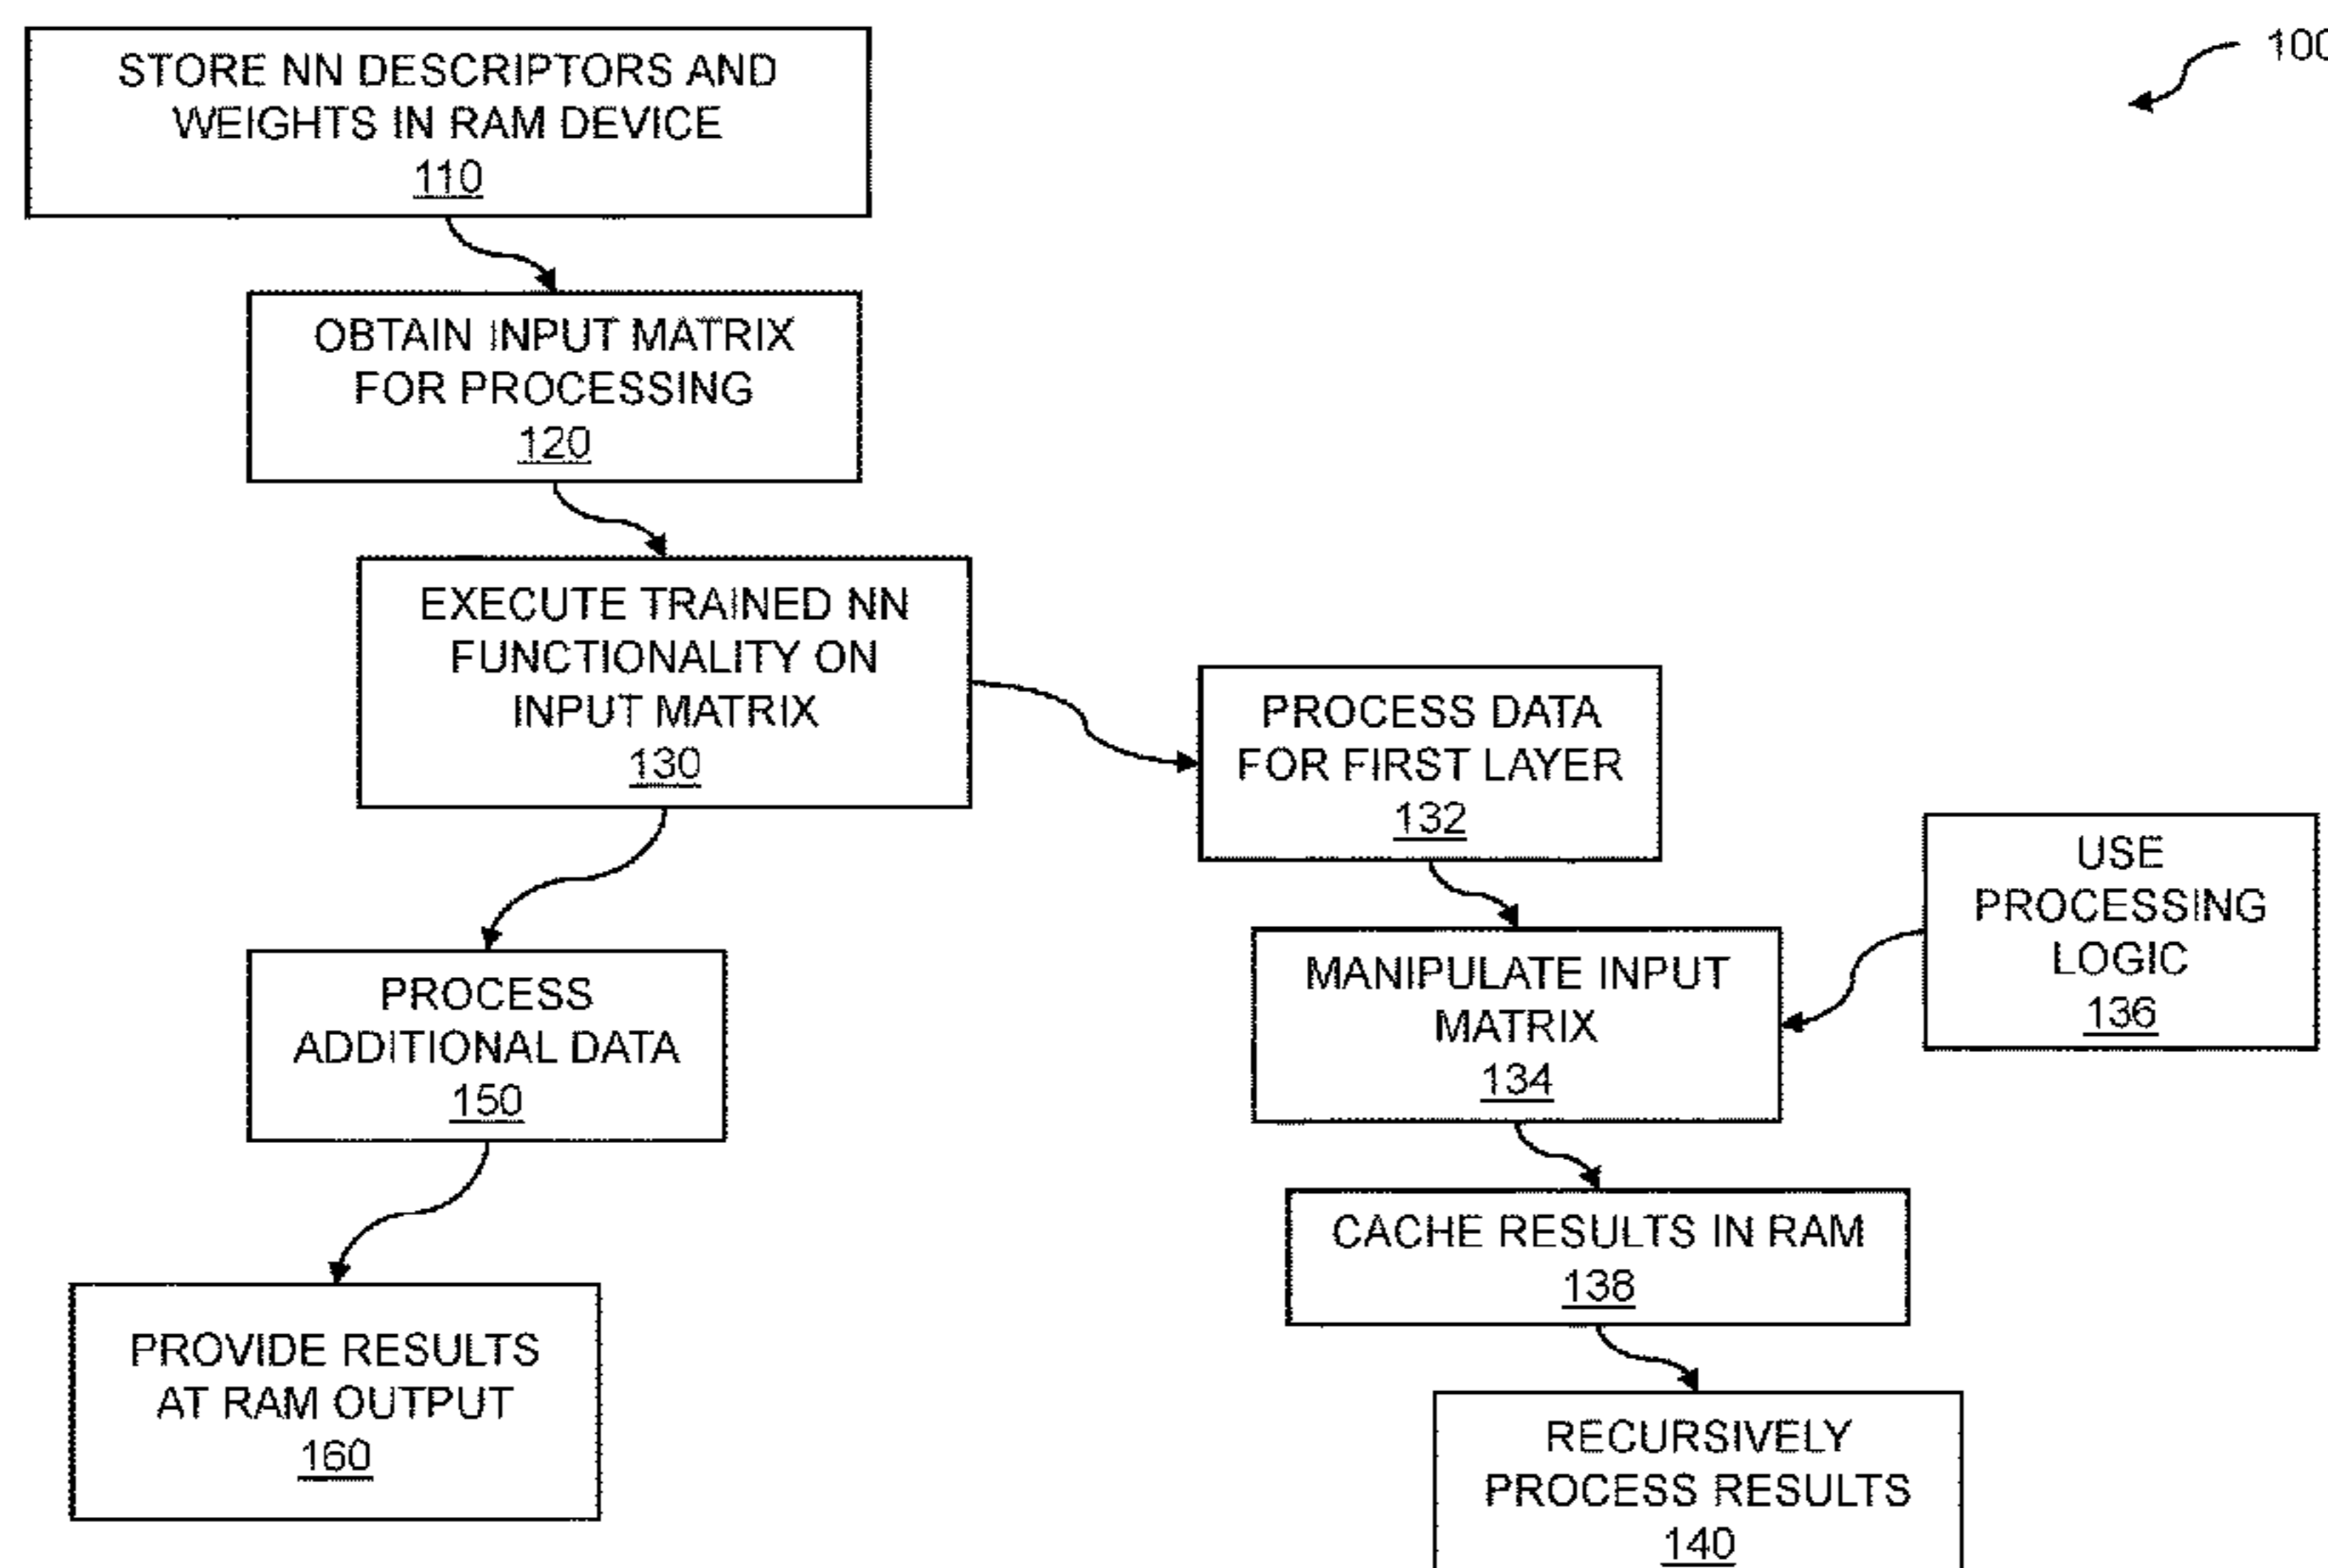 100
STORE NN DESCRIPTORS AND
WEIGHTS IN RAM DEVICE
110
OBTAIN INPUT MATRIX
FOR PROCESSING
120
EXECUTE TRAINED NN
FUNCTIONALITY ON
INPUT MATRIX
130
PROCESS DATA
FOR FIRST LAYER
132
MANIPULATE INPUT
MATRIX
134
USE
PROCESSING
LOGIC
136
CACHE RESULTS IN RAM
138
RECURSIVELY
PROCESS RESULTS
140
PROCESS
ADDITIONAL DATA
150
PROVIDE RESULTS
AT RAM OUTPUT
160